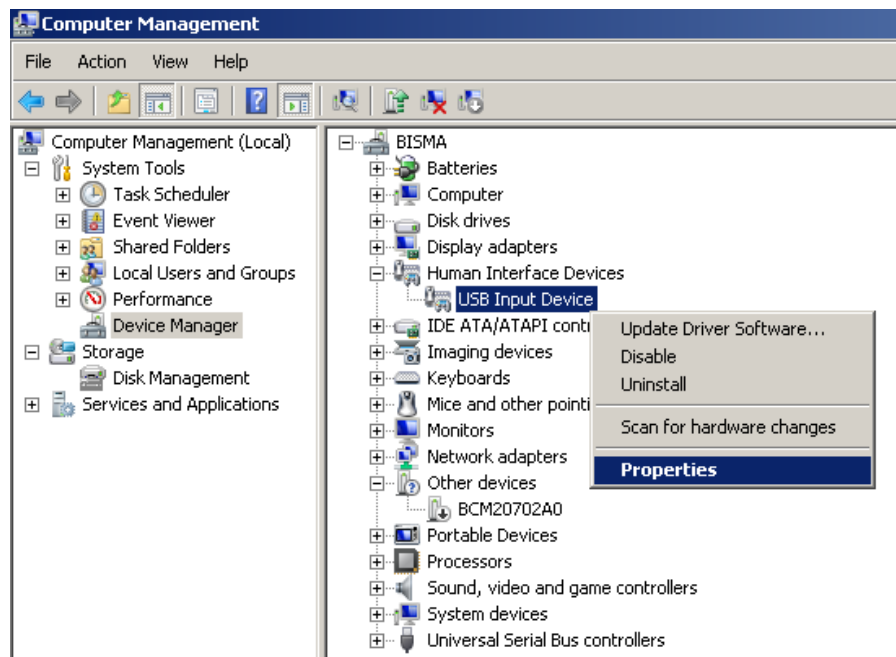 Computer Management
File Action View Help
Computer Management (Local)
System Tools
Task Scheduler
Event Viewer
Shared Folders
Local Users and Groups
Performance
Device Manager
Storage
Disk Management
Services and Applications
BISMA
Batteries
Computer
Disk drives
Display adapters
Human Interface Devices
USB Input Device
IDE ATA/ATAPI contr
Imaging devices
Keyboards
Mice and other pointi
Monitors
Network adapters
Other devices
BCM20702A0
Portable Devices
Processors
Sound, video and game controllers
System devices
Universal Serial Bus controllers
Update Driver Software...
Disable
Uninstall
Scan for hardware changes
Properties